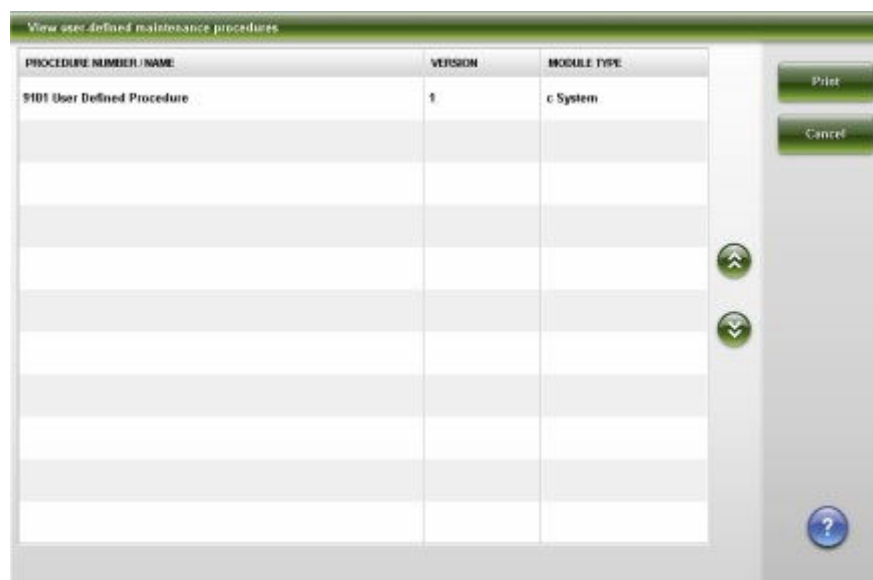 View user-defined maintenance procedures
PROCEDURE NUMBER / NAME VERSION MODULE TYPE
9101 User Defined Procedure 1 c System
Print
Cancel
?